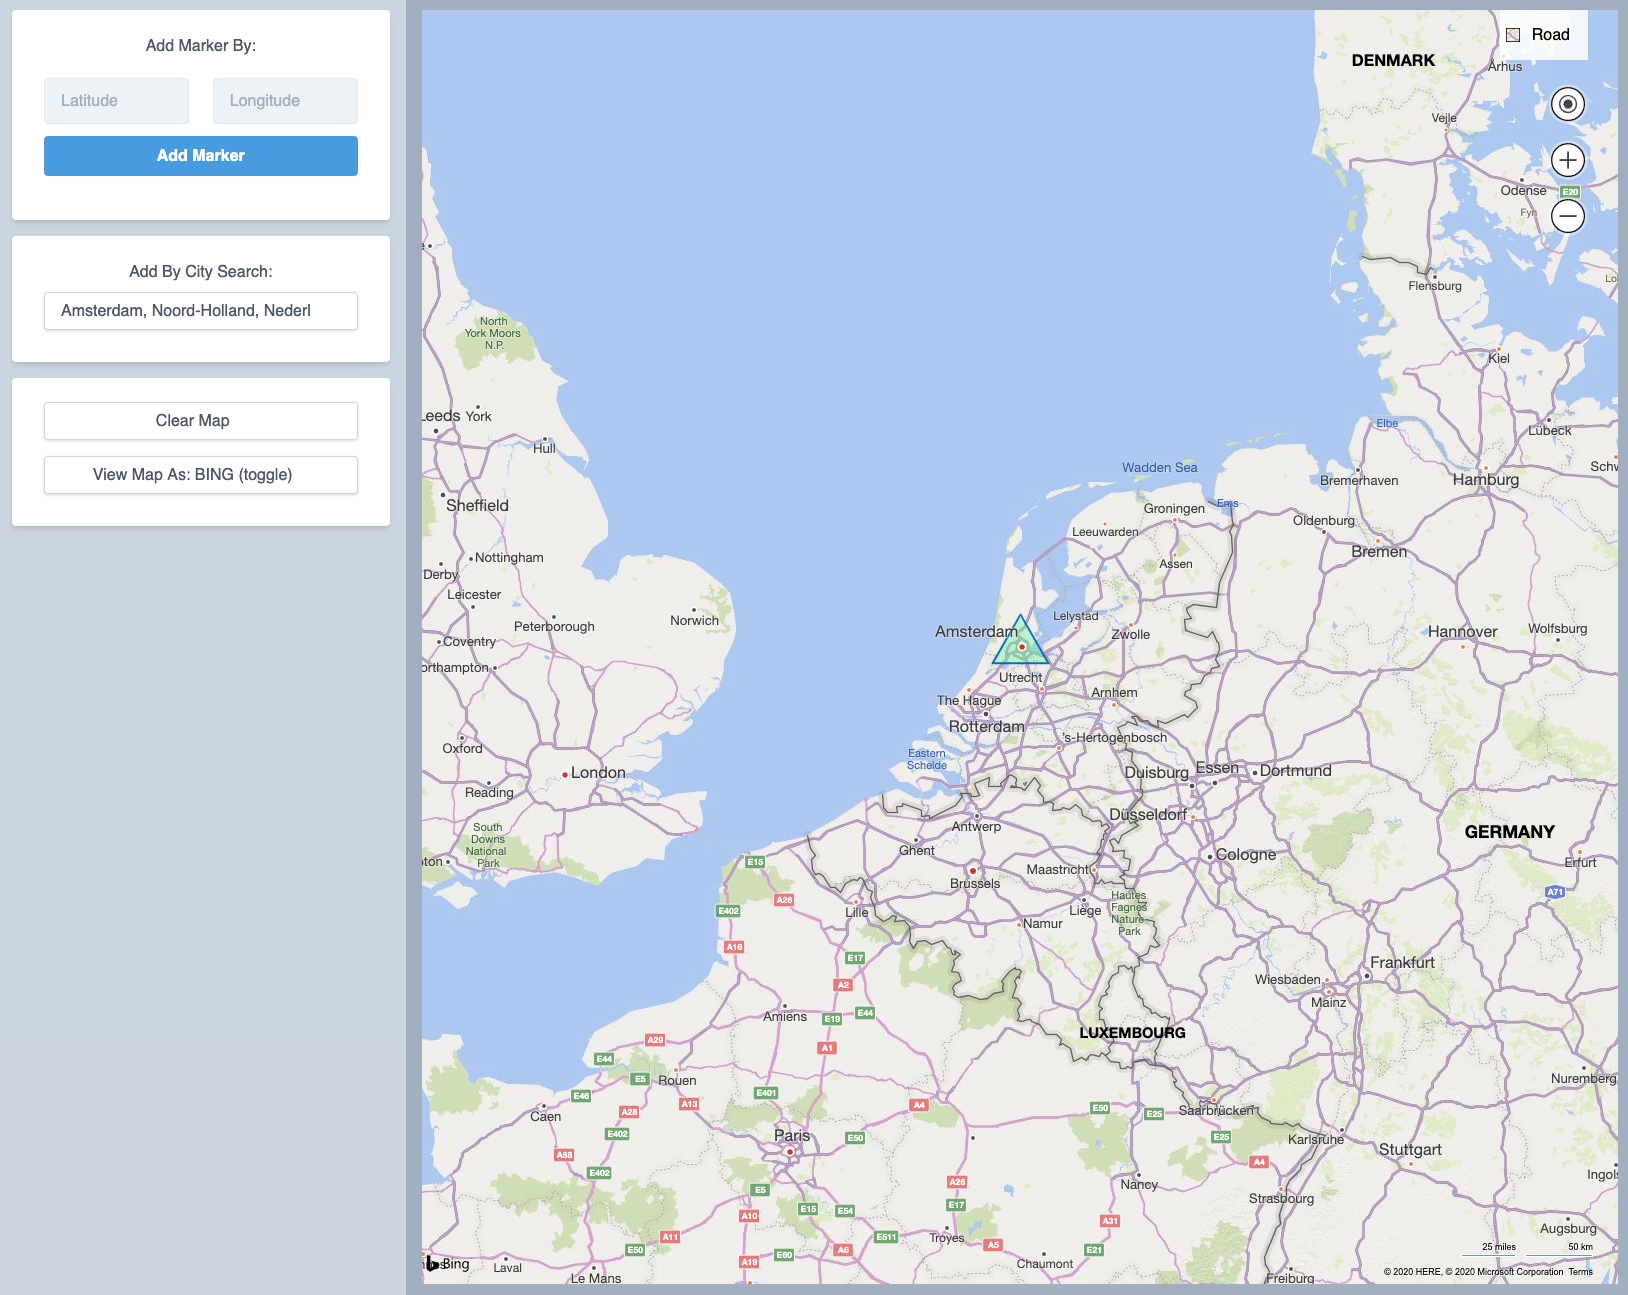 Add Marker By:
Latitude
Longitude
Add Marker
Add By City Search:
Amsterdam, Noord-Holland, Nederl
Clear Map
View Map As: BING (toggle)
Road
DENMARK
Århus
Vejle
Odense
E20
Fyn
Flensburg
Kiel
North
York Moors
N.P.
Leeds
York
Hull
Elbe
Lübeck
Wadden Sea
Bremerhaven
Hamburg
Sheffield
Groningen
Ems
Leeuwarden
Oldenburg
Bremen
Nottingham
Derby
Assen
Leicester
Peterborough
Norwich
Lelystad
Amsterdam
Zwolle
Hannover
Wolfsburg
Coventry
orthampton
Utrecht
The Hague
Arnhem
Rotterdam
's-Hertogenbosch
Oxford
Eastern
Schelde
London
Duisburg
Essen
Dortmund
Reading
Düsseldorf
Antwerp
South
Downs
National
Park
GERMANY
Ghent
Cologne
ton
E15
Maastricht
Erfurt
Brussels
A71
Hautes
Fagnes
Nature
Park
A26
E402
Lille
Liège
Namur
A16
E17
Frankfurt
A2
Wiesbaden
Mainz
Amiens
E19
E44
LUXEMBOURG
A29
A1
E44
E5
Rouen
Nuremberg
E46
E401
A28
A13
A4
E50
E25
Saarbrücken
Caen
E402
Paris
E50
E25
Karlsruhe
A88
Stuttgart
A4
E402
Nancy
Ingols
E5
A26
Strasbourg
E17
E15
E54
A10
A31
Augsburg
A11
E511
Troyes
A5
E21
E50
E60
A6
25 miles
50 km
Bing
Laval
A19
Chaumont
Le Mans
Freiburg
© 2020 HERE, © 2020 Microsoft Corporation Terms